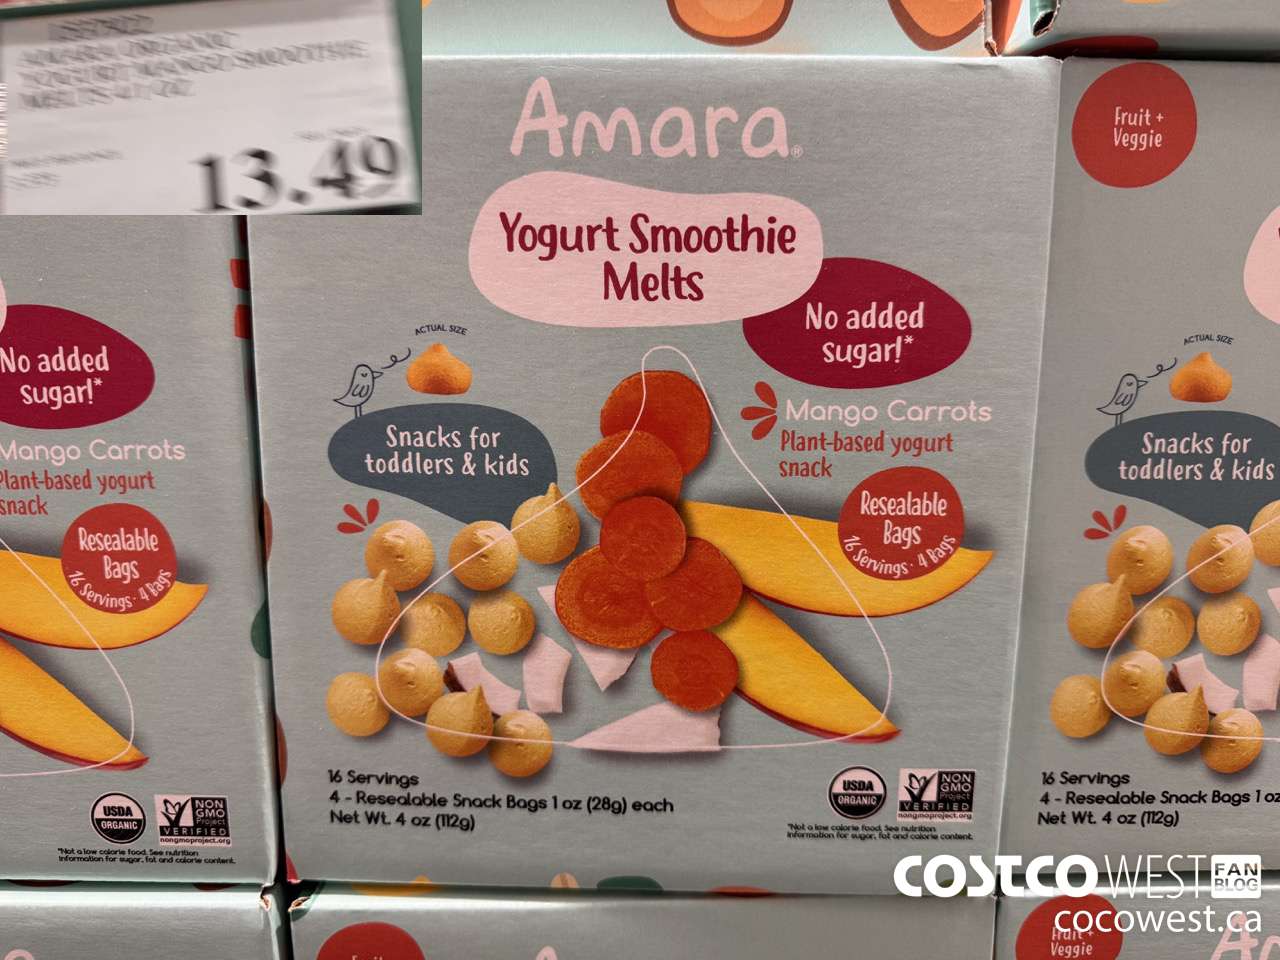 13.49
Amara®
Yogurt Smoothie
Melts
No added
sugar!*
ACTUAL SIZE
Mango Carrots
Plant-based yogurt
snack
Snacks for
toddlers & kids
Resealable
Bags
16 Servings · 4 Bags
16 Servings
4 - Resealable Snack Bags 1 oz (28g) each
Net Wt. 4 oz (112g)
USDA
ORGANIC
NON
GMO
Project
VERIFIED
nongmoproject.org
*Not a low calorie food. See nutrition
information for sugar, fat and calorie content.
No added
sugar!*
Mango Carrots
Plant-based yogurt
snack
Resealable
Bags
16 Servings · 4 Bags
USDA
ORGANIC
NON
GMO
Project
VERIFIED
nongmoproject.org
*Not a low calorie food. See nutrition
information for sugar, fat and calorie content.
Fruit +
Veggie
ACTUAL SIZE
Snacks for
toddlers & kids
16 Servings
4 - Resealable Snack Bags 1 oz
Net Wt. 4 oz (112g)
COSTCO WEST FAN
BLOG
cocowest.ca
Fruit +
Veggie